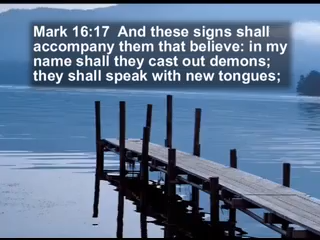 Mark 16:17  And these signs shall
accompany them that believe: in my
name shall they cast out demons;
they shall speak with new tongues;